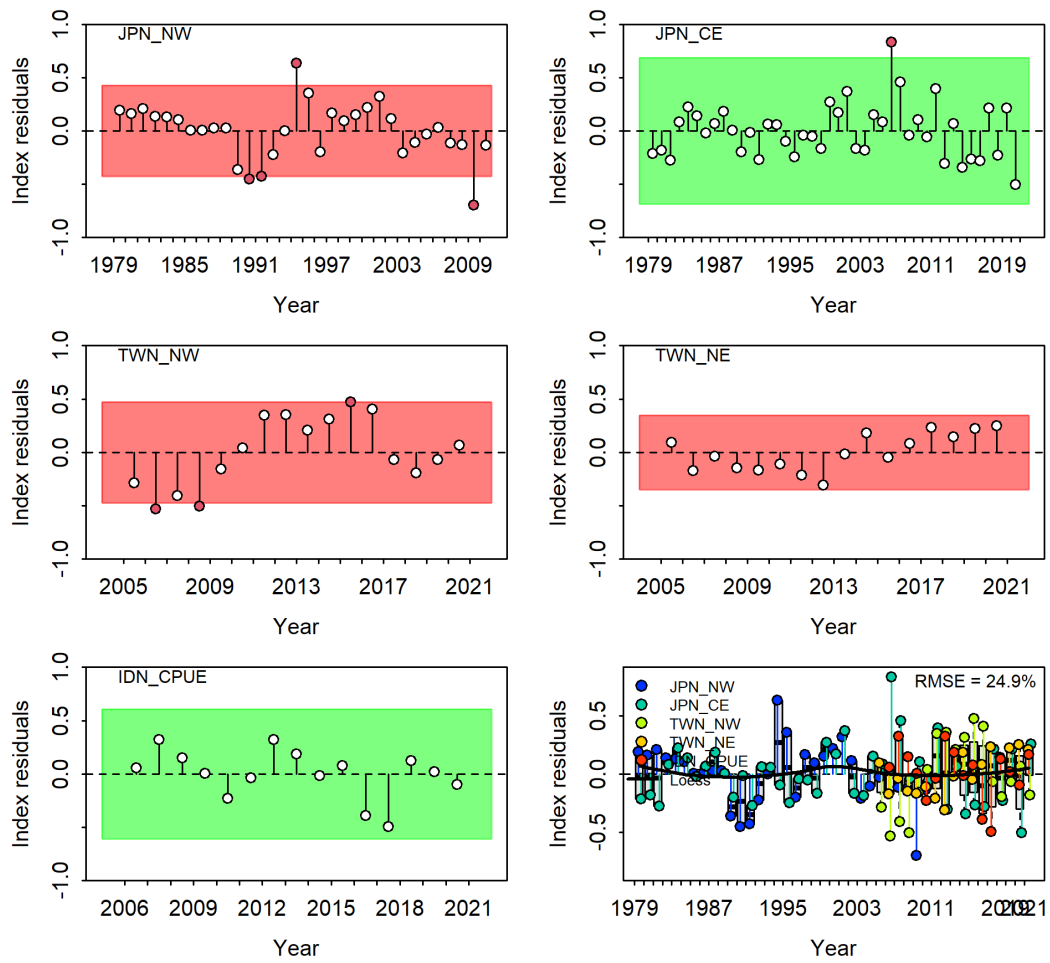 JPN_NW
Index residuals
1.0
0.5
0.0
-1.0
1979 1985 1991 1997 2003 2009
Year
JPN_CE
Index residuals
1.0
0.5
0.0
-1.0
1979 1987 1995 2003 2011 2019
Year
TWN_NW
Index residuals
1.0
0.5
0.0
-1.0
2005 2009 2013 2017 2021
Year
TWN_NE
Index residuals
1.0
0.5
0.0
-1.0
2005 2009 2013 2017 2021
Year
IDN_CPUE
Index residuals
1.0
0.5
0.0
-1.0
2006 2009 2012 2015 2018 2021
Year
RMSE = 24.9%
JPN_NW
JPN_CE
TWN_NW
TWN_NE
CPUE
Loess
Index residuals
0.5
0.0
-0.5
1979 1987 1995 2003 2011 2019 2021
Year